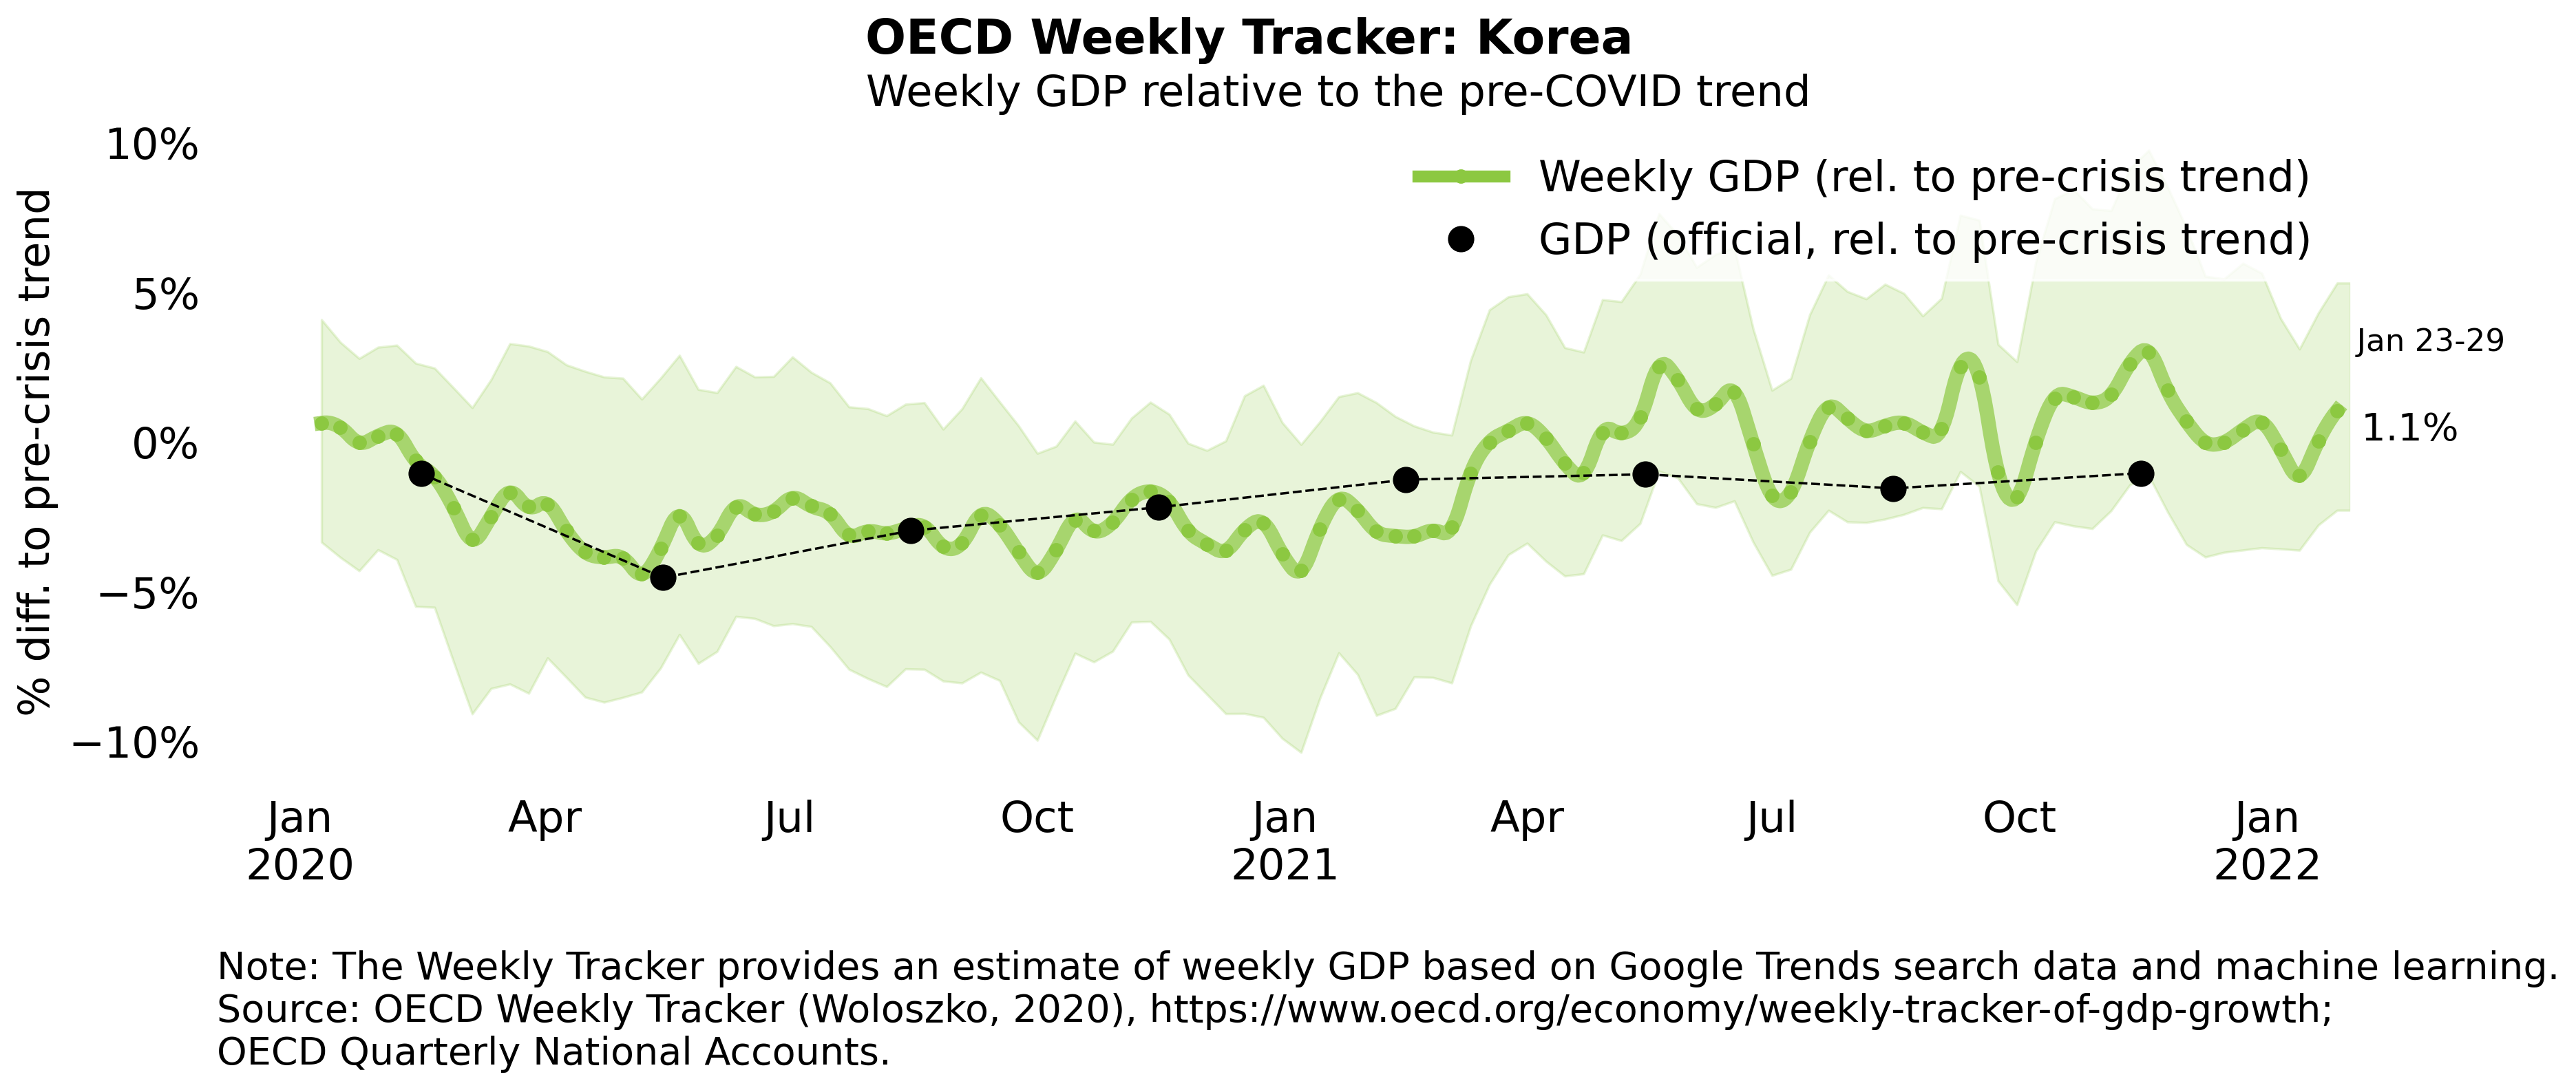 OECD Weekly Tracker: Korea
Weekly GDP relative to the pre-COVID trend
% diff. to pre-crisis trend
10%
5%
0%
−5%
−10%
Weekly GDP (rel. to pre-crisis trend)
GDP (official, rel. to pre-crisis trend)
Jan 23-29
1.1%
Jan Apr Jul Oct Jan Apr Jul Oct Jan
2020 2021 2022
Note: The Weekly Tracker provides an estimate of weekly GDP based on Google Trends search data and machine learning.
Source: OECD Weekly Tracker (Woloszko, 2020), https://www.oecd.org/economy/weekly-tracker-of-gdp-growth;
OECD Quarterly National Accounts.